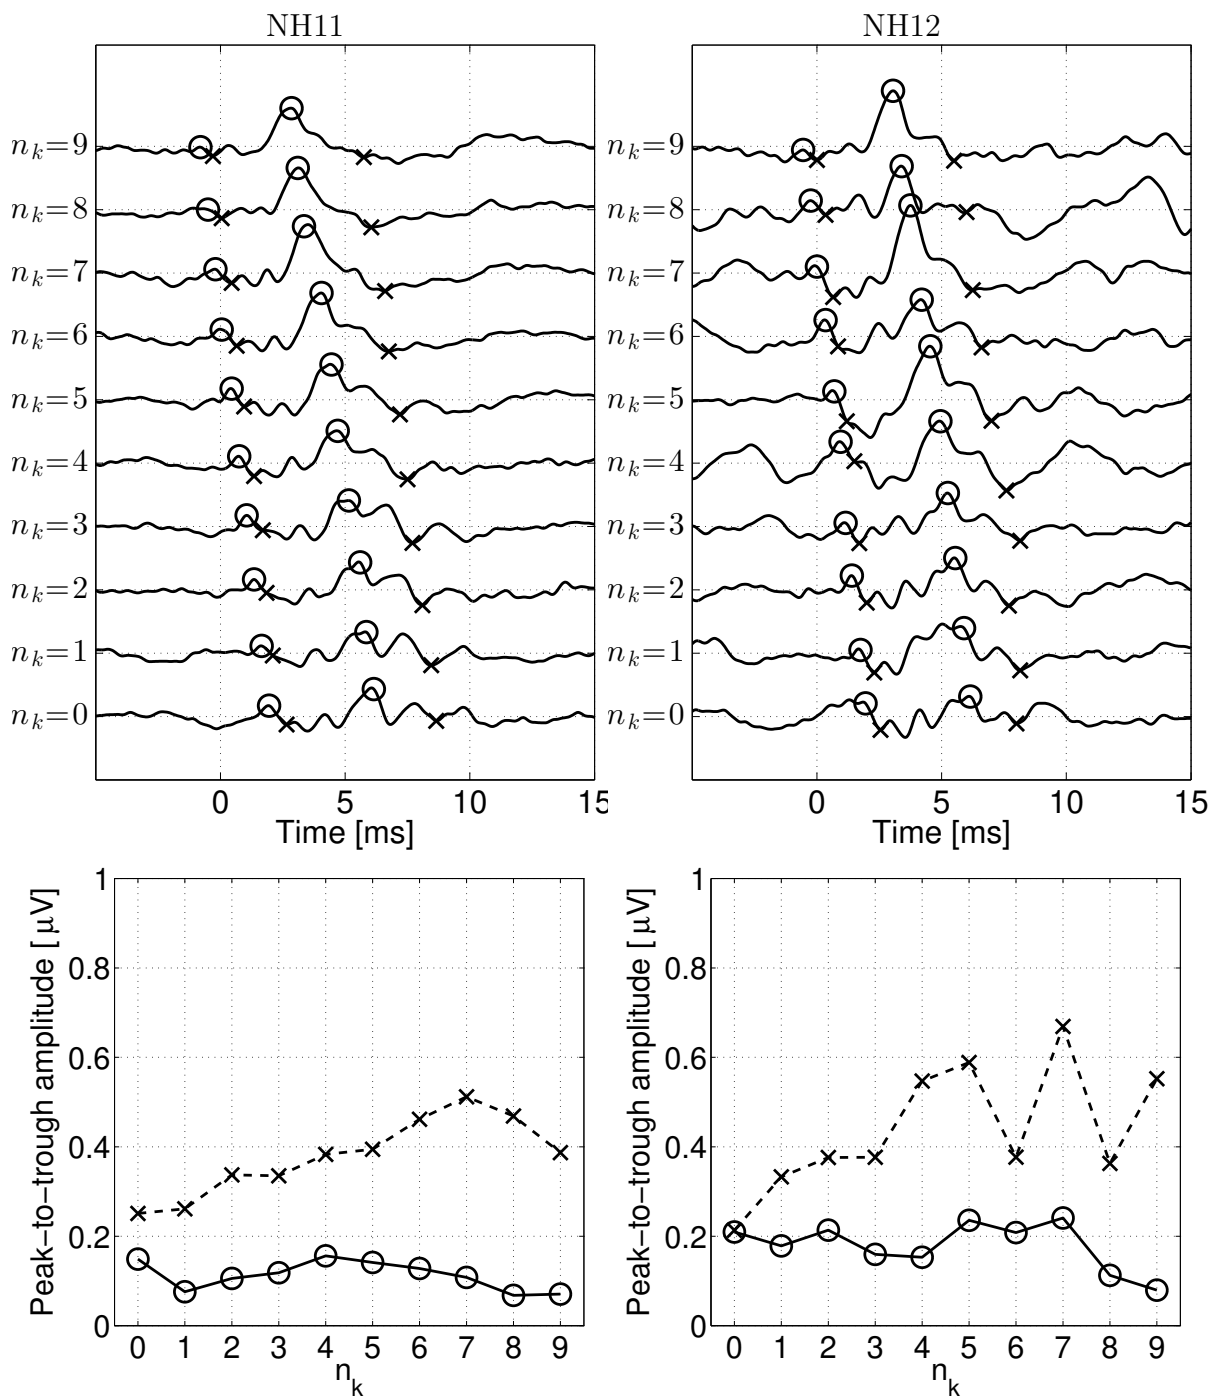 NH11
n_k=9
n_k=8
n_k=7
n_k=6
n_k=5
n_k=4
n_k=3
n_k=2
n_k=1
n_k=0
0 5 10 15
Time [ms]
NH12
n_k=9
n_k=8
n_k=7
n_k=6
n_k=5
n_k=4
n_k=3
n_k=2
n_k=1
n_k=0
0 5 10 15
Time [ms]
Peak−to−trough amplitude [ μV]
1
0.8
0.6
0.4
0.2
0
0 1 2 3 4 5 6 7 8 9
n_k
Peak−to−trough amplitude [ μV]
1
0.8
0.6
0.4
0.2
0
0 1 2 3 4 5 6 7 8 9
n_k